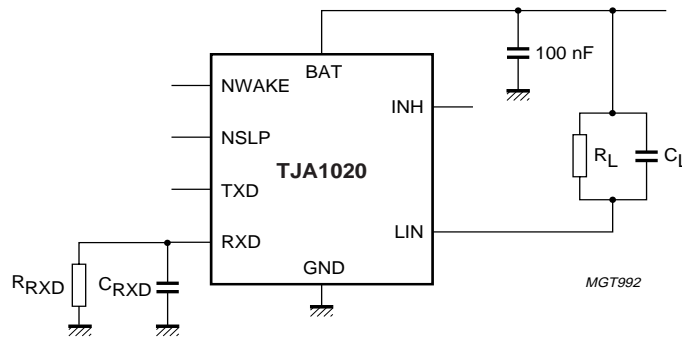 100 nF
BAT
NWAKE
INH
NSLP
RL
CL
TJA1020
TXD
RXD
LIN
GND
RRXD
CRXD
MGT992